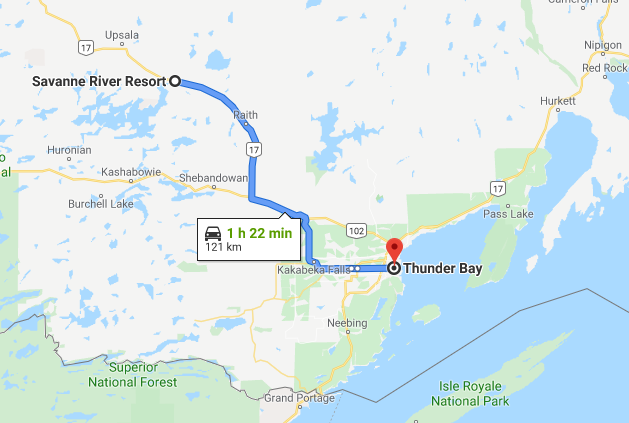 Cameron Falls
Upsala
17
Nipigon
Red Rock
Savanne River Resort
Hurkett
Raith
Huronian
17
Kashabowie
Shebandowan
17
Burchell Lake
Pass Lake
1 h 22 min
102
121 km
Kakabeka Falls
Thunder Bay
Neebing
Superior
National Forest
Isle Royale
National Park
Grand Portage